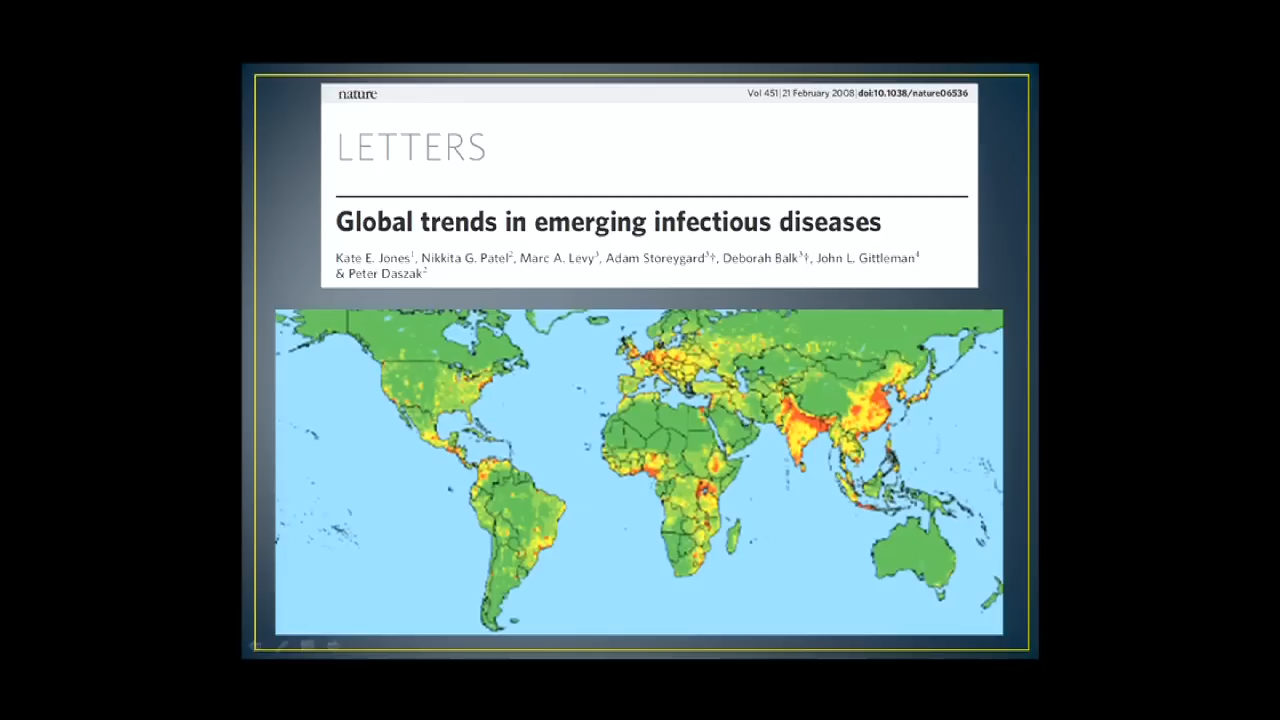 nature
Vol 451|21 February 2008|doi:10.1038/nature06536
LETTERS
Global trends in emerging infectious diseases
Kate E. Jones¹, Nikkita G. Patel², Marc A. Levy³, Adam Storeygard³†, Deborah Balk³†, John L. Gittleman⁴
& Peter Daszak²